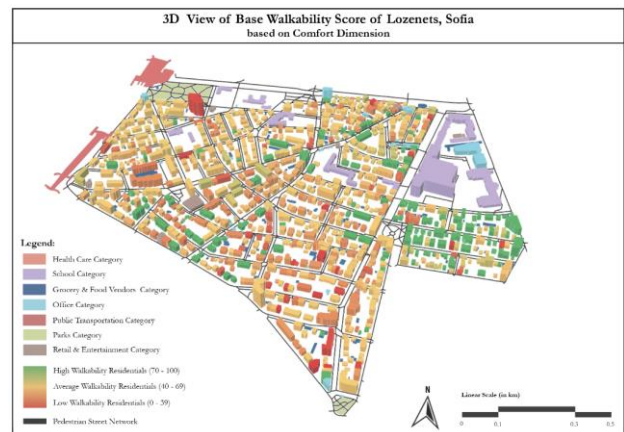 3D View of Base Walkability Score of Lozenets, Sofia
based on Comfort Dimension
Legend:
Health Care Category
School Category
Grocery & Food Vendors Category
Office Category
Public Transportation Category
Parks Category
Retail & Entertainment Category
High Walkability Residentials (70 - 100)
Average Walkability Residentials (40 - 69)
Low Walkability Residentials (0 - 39)
Pedestrian Street Network
N
Linear Scale (in km)
0 0.1 0.3 0.5